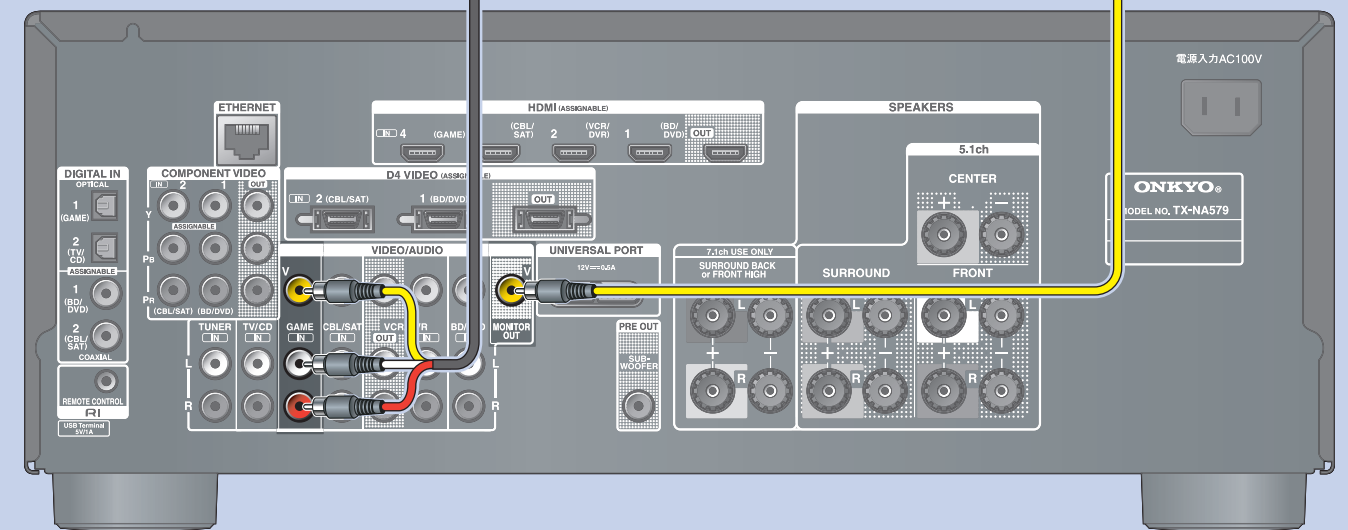 電源入力AC100V
ETHERNET
HDMI (ASSIGNABLE)
IN 4 (GAME)
(CBL/
SAT)
2 (VCR/
DVR)
1 (BD/
DVD)
OUT
SPEAKERS
5.1ch
CENTER
+ −
ONKYO®
MODEL NO. TX-NA579
DIGITAL IN
OPTICAL
1
(GAME)
2
(TV/
CD)
ASSIGNABLE
1
(BD/
DVD)
2
(CBL/
SAT)
COAXIAL
REMOTE CONTROL
RI
USB Terminal
5V/1A
COMPONENT VIDEO
IN 2 1 OUT
Y
ASSIGNABLE
PB
PR
(CBL/SAT) (BD/DVD)
D4 VIDEO
IN 2 (CBL/SAT)
1 (BD/DVD
OUT
VIDEO/AUDIO
V
V
TUNER
IN
TV/CD
IN
GAME
IN
CBL/SAT
IN
VCR
OUT
IN
IN
MONITOR
OUT
L
R
L
R
UNIVERSAL PORT
12V 0.5A
PRE OUT
SUB-
WOOFER
7.1ch USE ONLY
SURROUND BACK
or FRONT HIGH
SURROUND
FRONT
L L L
+ − + − + −
R R R